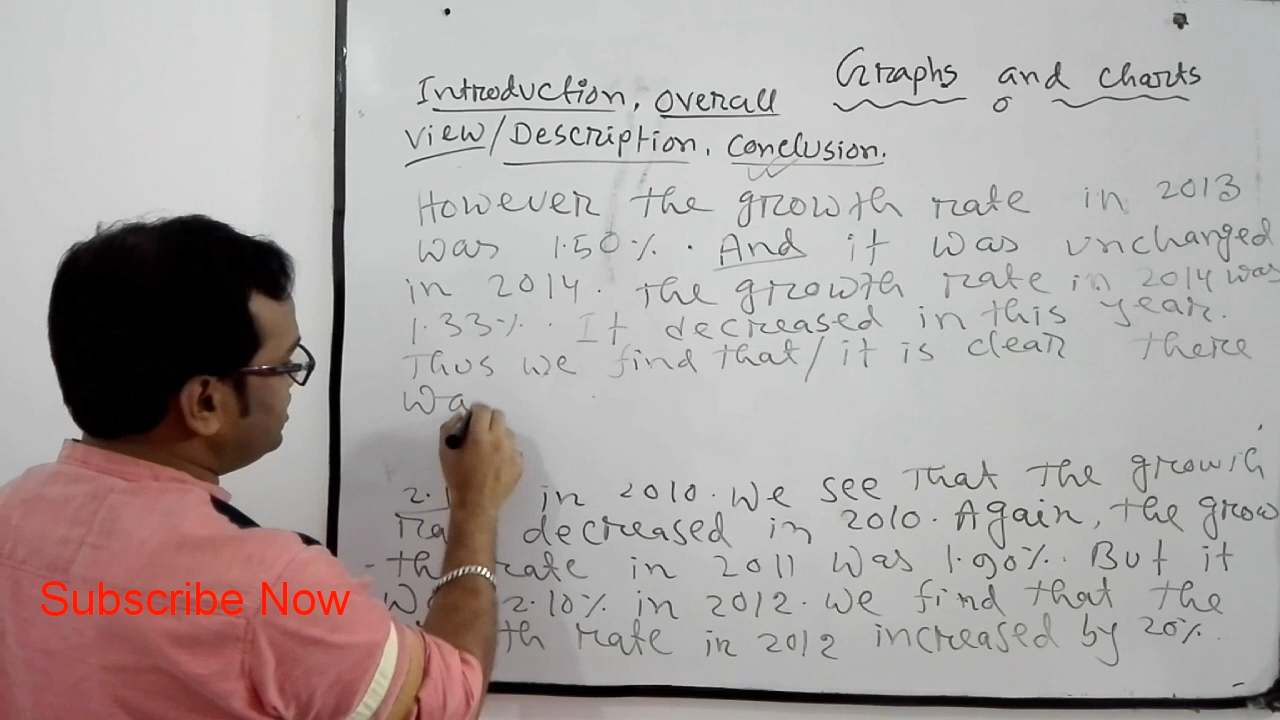 Graphs and charts
Introduction, overall
view/Description, Conclusion.
However the growth rate in 2013
was 1.50%. And it was unchanged
in 2014. The growth rate in 2014 was
1.33%. It decreased in this year.
Thus we find that/it is clear there
wa
in 2010. We see that the growth
decreased in 2010. Again, the grow
rate in 2011 was 1.90%. But it
2.10% in 2012. We find that the
th rate in 2012 increased by 20%.
Subscribe Now